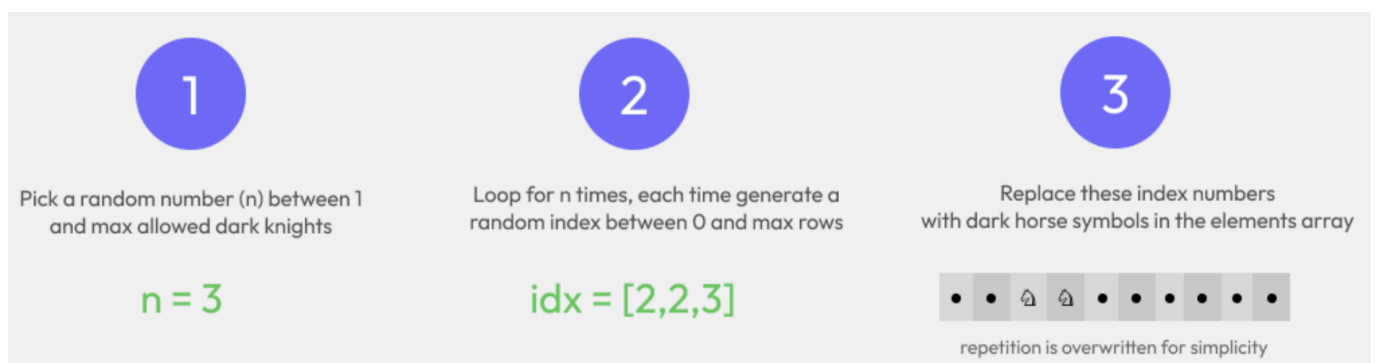 1
Pick a random number (n) between 1
and max allowed dark knights
n = 3
2
Loop for n times, each time generate a
random index between 0 and max rows
idx = [2,2,3]
3
Replace these index numbers
with dark horse symbols in the elements array
• • ♘ ♘ • • • • • •
repetition is overwritten for simplicity